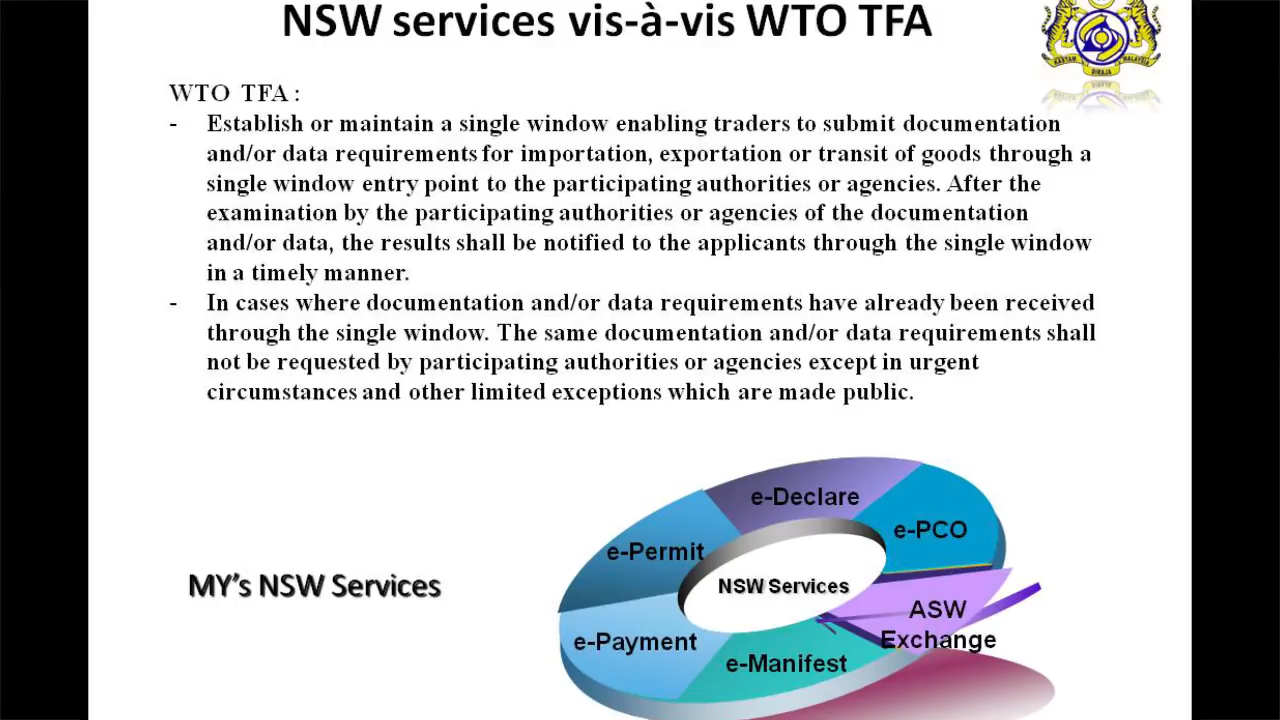 NSW services vis-à-vis WTO TFA
KASTAM DIRAJA MALAYSIA
WTO TFA :
- Establish or maintain a single window enabling traders to submit documentation
and/or data requirements for importation, exportation or transit of goods through a
single window entry point to the participating authorities or agencies. After the
examination by the participating authorities or agencies of the documentation
and/or data, the results shall be notified to the applicants through the single window
in a timely manner.
- In cases where documentation and/or data requirements have already been received
through the single window. The same documentation and/or data requirements shall
not be requested by participating authorities or agencies except in urgent
circumstances and other limited exceptions which are made public.
e-Declare
e-PCO
e-Permit
MY's NSW Services
NSW Services
ASW
Exchange
e-Payment
e-Manifest